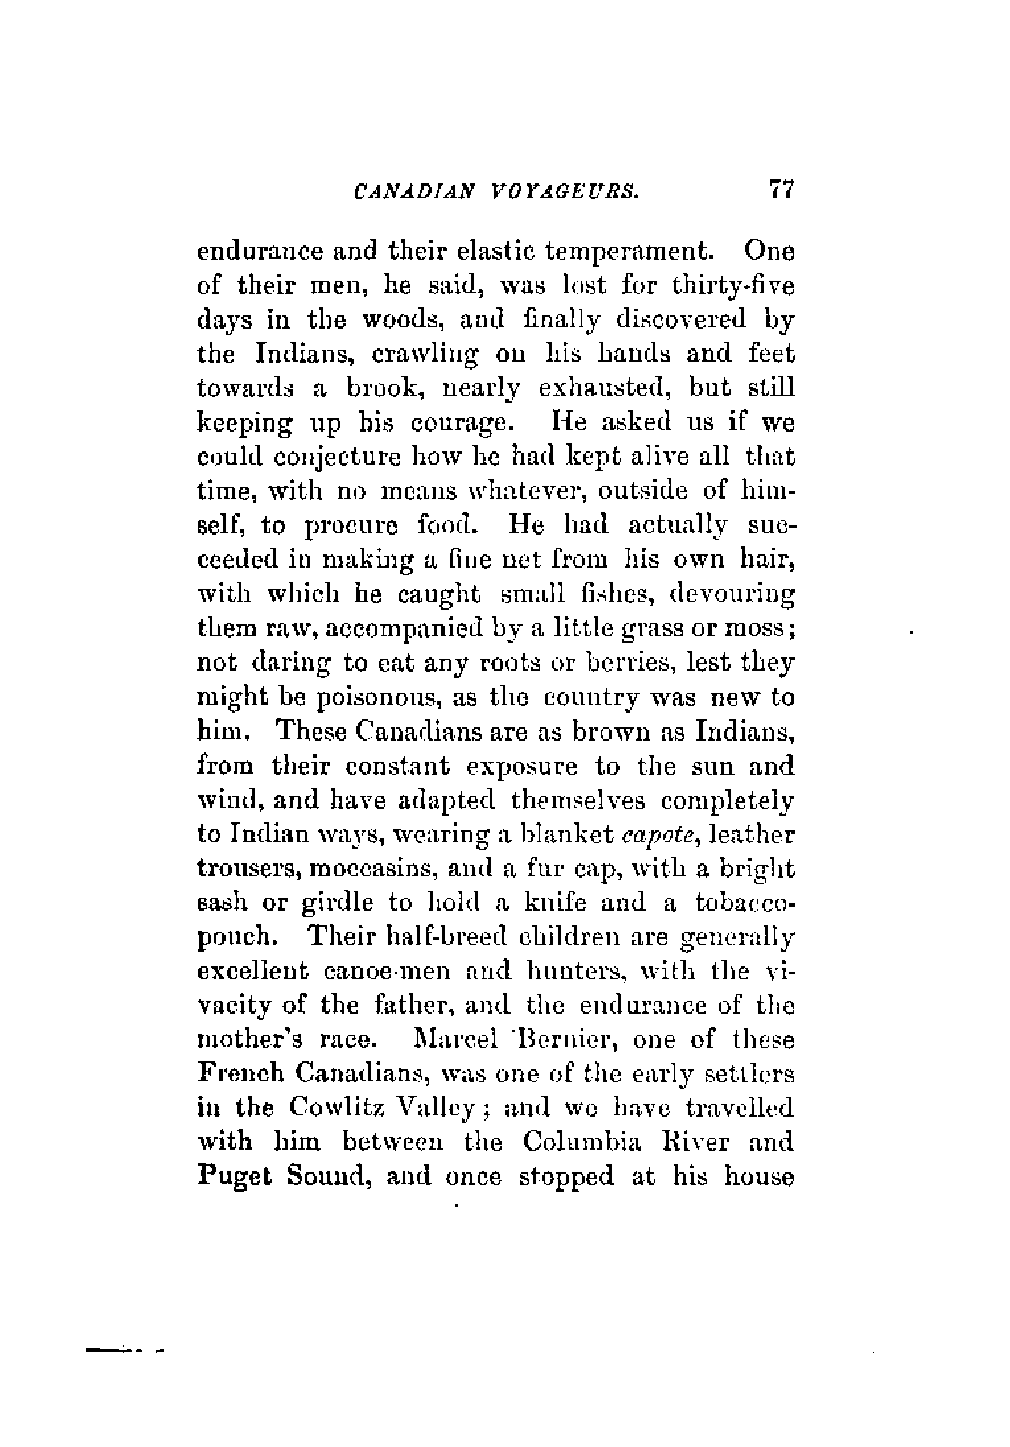 CANADIAN VOYAGEURS. 77
endurance and their elastic temperament. One
of their men, he said, was lost for thirty-five
days in the woods, and finally discovered by
the Indians, crawling on his hands and feet
towards a brook, nearly exhausted, but still
keeping up his courage. He asked us if we
could conjecture how he had kept alive all that
time, with no means whatever, outside of him-
self, to procure food. He had actually suc-
ceeded in making a fine net from his own hair,
with which he caught small fishes, devouring
them raw, accompanied by a little grass or moss;
not daring to eat any roots or berries, lest they
might be poisonous, as the country was new to
him. These Canadians are as brown as Indians,
from their constant exposure to the sun and
wind, and have adapted themselves completely
to Indian ways, wearing a blanket capote, leather
trousers, moccasins, and a fur cap, with a bright
sash or girdle to hold a knife and a tobacco-
pouch. Their half-breed children are generally
excellent canoe-men and hunters, with the vi-
vacity of the father, and the endurance of the
mother's race. Marcel Bernier, one of these
French Canadians, was one of the early settlers
in the Cowlitz Valley; and we have travelled
with him between the Columbia River and
Puget Sound, and once stopped at his house